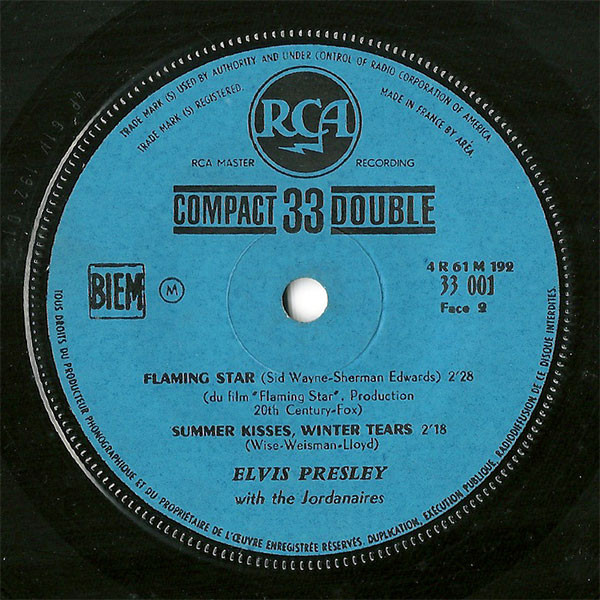 TRADE MARK (S) USED BY AUTHORITY AND UNDER CONTROL OF RADIO CORPORATION OF AMERICA.
TRADE MARK (S) REGISTERED.
MADE IN FRANCE BY AREA.
RCA
RCA MASTER RECORDING
COMPACT 33 DOUBLE
BIEM
M
4 R 61 M 192
33 001
Face 2
FLAMING STAR (Sid Wayne-Sherman Edwards) 2'28
(du film "Flaming Star", Production
20th Century-Fox)
SUMMER KISSES, WINTER TEARS 2'18
(Wise-Weisman-Lloyd)
ELVIS PRESLEY
with the Jordanaires
TOUS DROITS DU PRODUCTEUR PHONOGRAPHIQUE ET DU PROPRIÉTAIRE DE L'ŒUVRE ENREGISTRÉE RÉSERVÉS, DUPLICATION, EXÉCUTION PUBLIQUE, RADIODIFFUSION DE CE DISQUE INTERDITES.